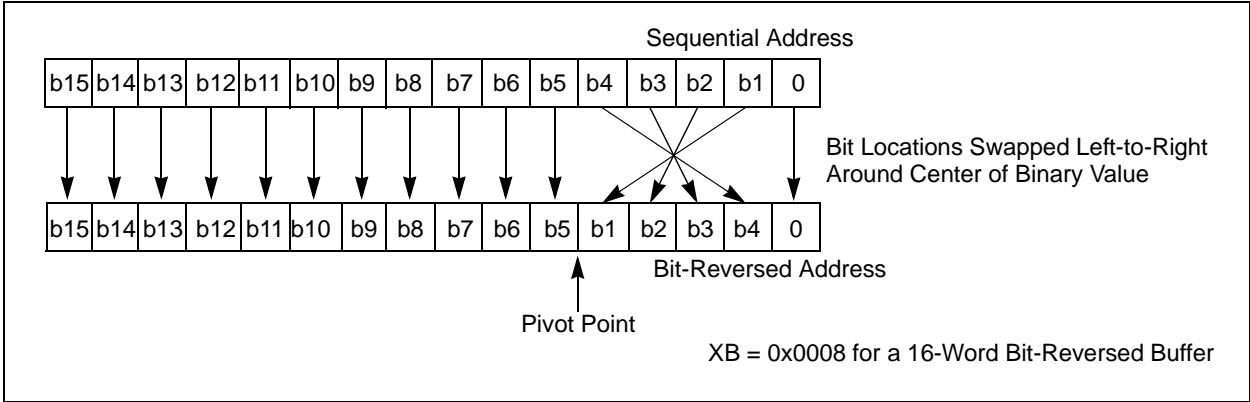 Sequential Address
b15 b14 b13 b12 b11 b10 b9 b8 b7 b6 b5 b4 b3 b2 b1 0
Bit Locations Swapped Left-to-Right
Around Center of Binary Value
b15 b14 b13 b12 b11 b10 b9 b8 b7 b6 b5 b1 b2 b3 b4 0
Bit-Reversed Address
Pivot Point
XB = 0x0008 for a 16-Word Bit-Reversed Buffer